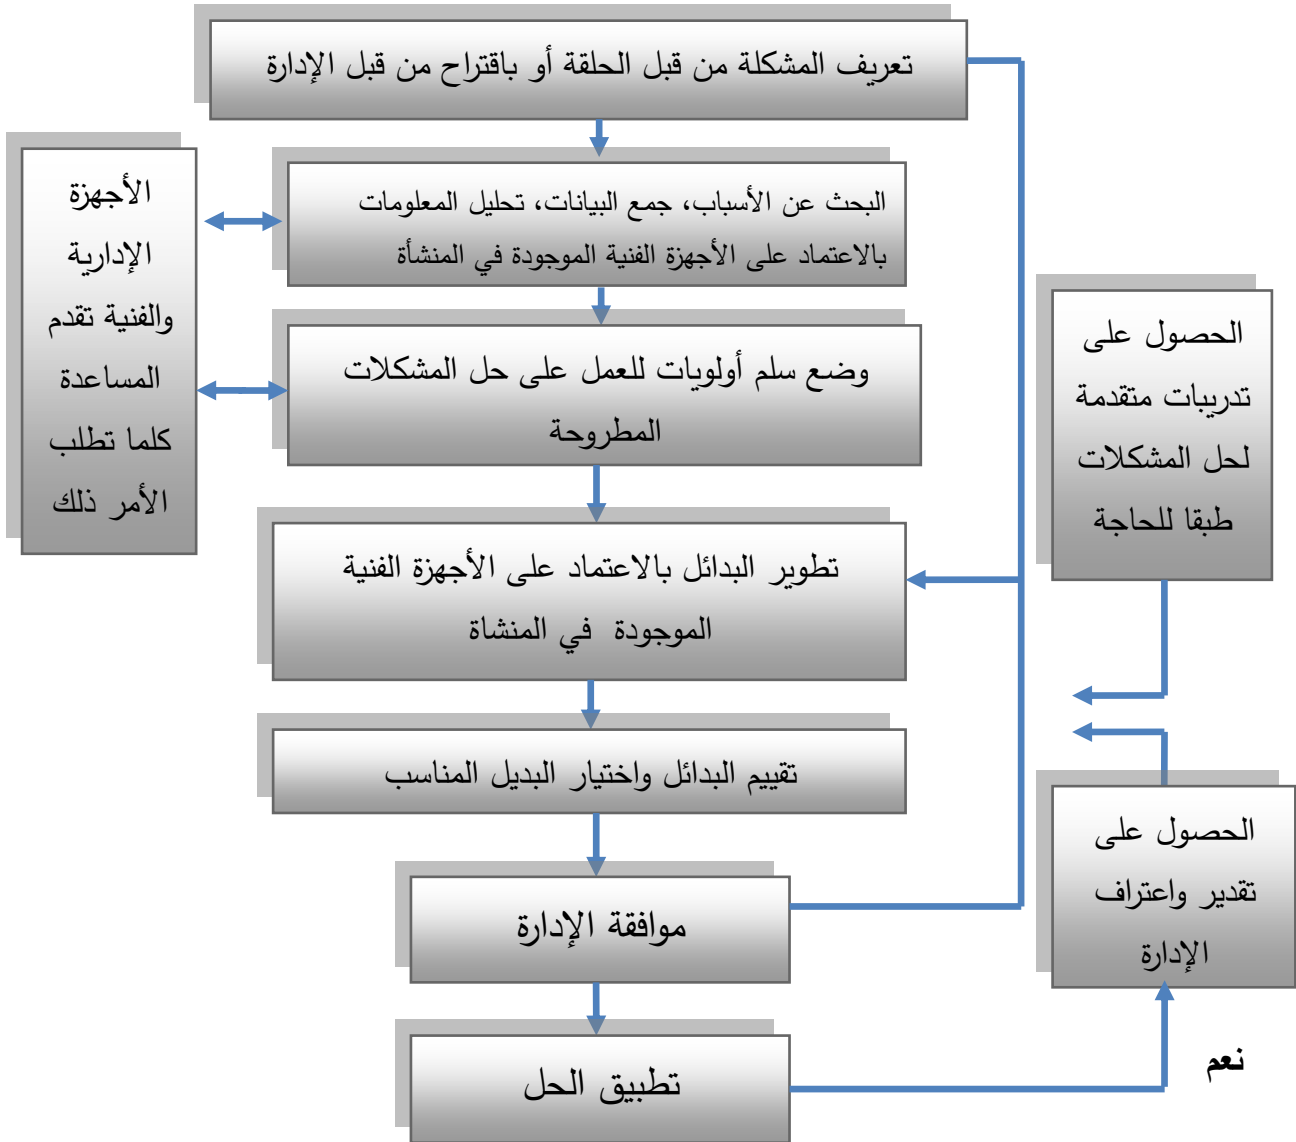 تعريف المشكلة من قبل الحلقة أو باقتراح من قبل الإدارة
البحث عن الأسباب، جمع البيانات، تحليل المعلومات
بالاعتماد على الأجهزة الفنية الموجودة في المنشأة
الأجهزة
الإدارية
والفنية تقدم
المساعدة
كلما تطلب
الأمر ذلك
وضع سلم أولويات للعمل على حل المشكلات
المطروحة
الحصول على
تدريبات متقدمة
لحل المشكلات
طبقا للحاجة
تطوير البدائل بالاعتماد على الأجهزة الفنية
الموجودة في المنشاة
تقييم البدائل واختيار البديل المناسب
الحصول على
تقدير واعتراف
الإدارة
موافقة الإدارة
نعم
تطبيق الحل